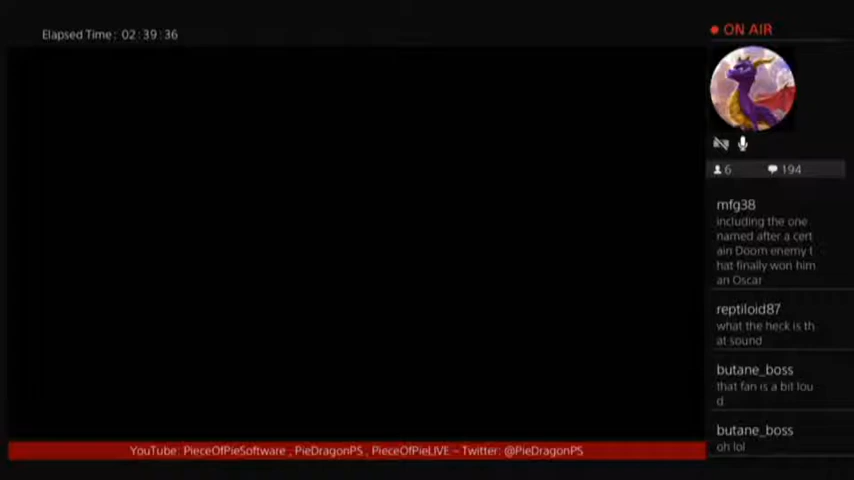 Elapsed Time : 02:39:36
ON AIR
6 194
mfg38
including the one
named after a cert
ain Doom enemy t
hat finally won him
an Oscar
reptiloid87
what the heck is th
at sound
butane_boss
that fan is a bit lou
d
butane_boss
oh lol
YouTube: PieceOfPieSoftware , PieDragonPS , PieceOfPieLIVE – Twitter: @PieDragonPS